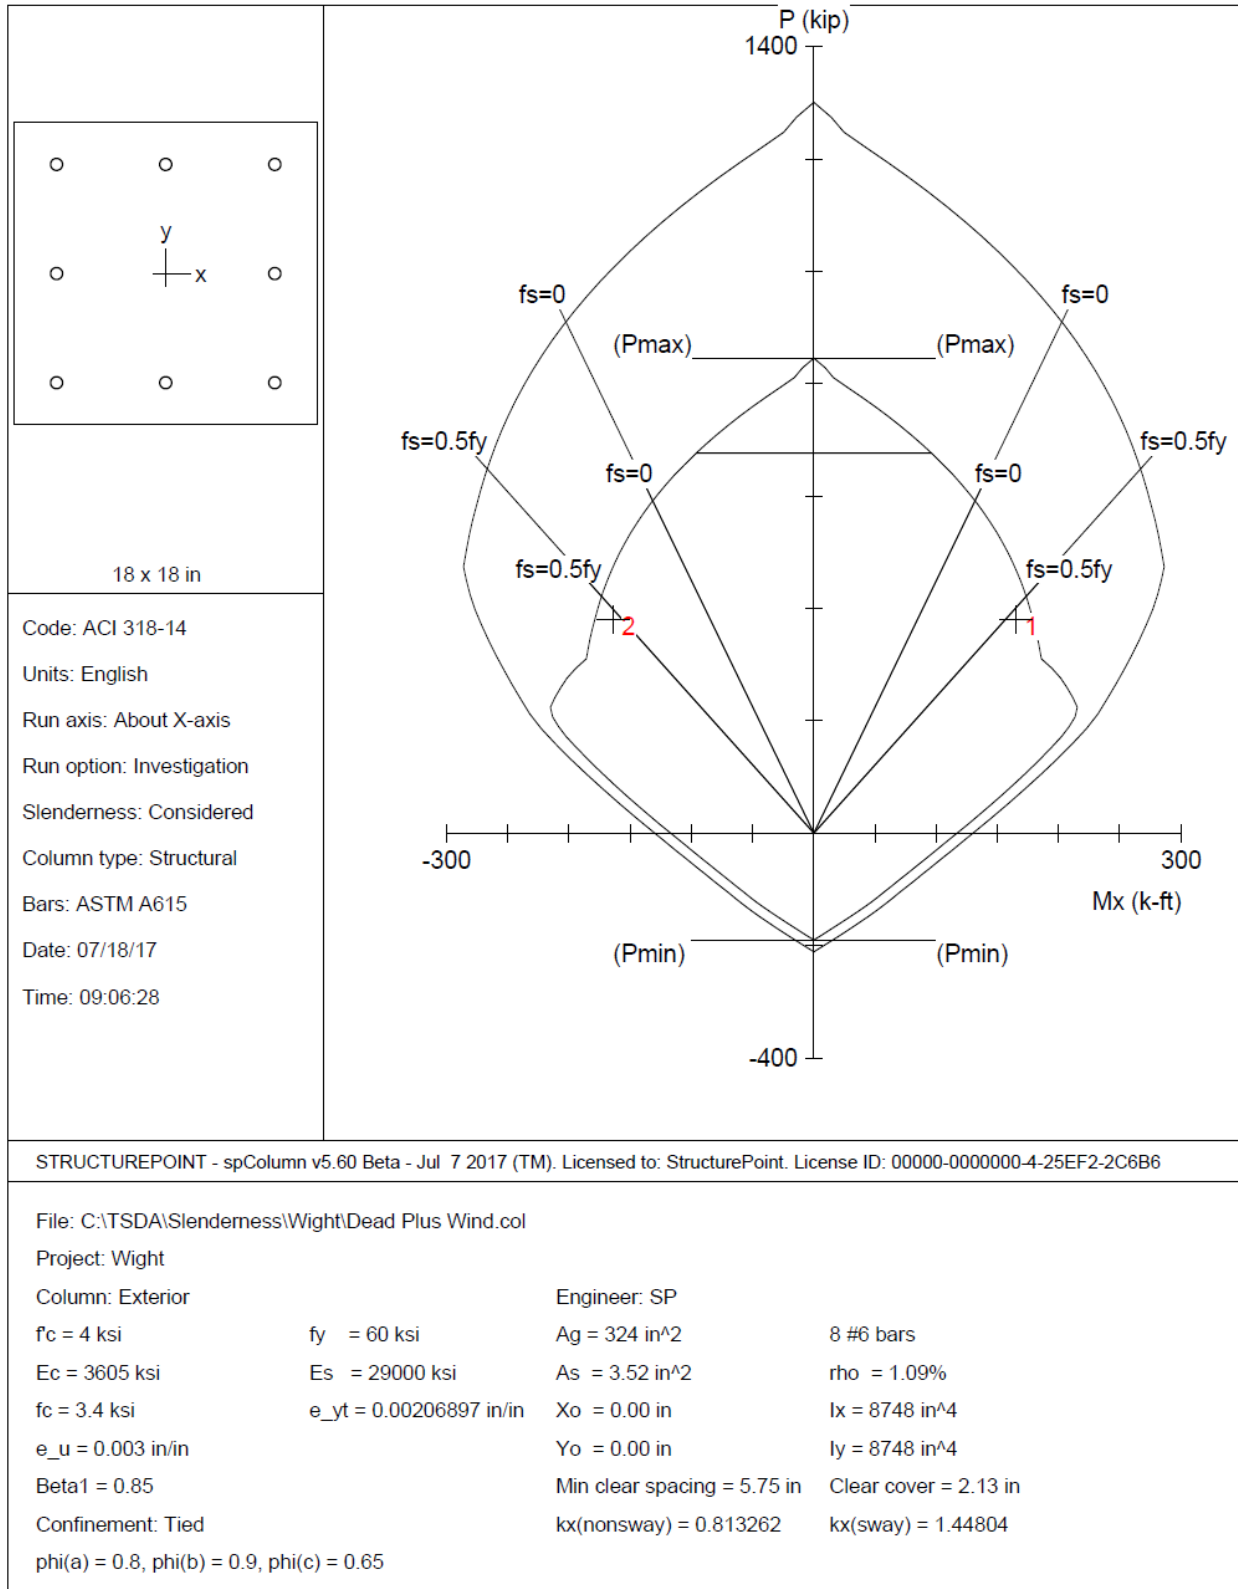 P (kip)
1400
y
x
fs=0
fs=0
(Pmax)
(Pmax)
fs=0.5fy
fs=0.5fy
fs=0
fs=0
18 x 18 in
fs=0.5fy
fs=0.5fy
2
1
Code: ACI 318-14
Units: English
Run axis: About X-axis
Run option: Investigation
Slenderness: Considered
Column type: Structural
Bars: ASTM A615
Date: 07/18/17
Time: 09:06:28
-300
300
Mx (k-ft)
(Pmin)
(Pmin)
-400
STRUCTUREPOINT - spColumn v5.60 Beta - Jul 7 2017 (TM). Licensed to: StructurePoint. License ID: 00000-0000000-4-25EF2-2C6B6
File: C:\TSDA\Slenderness\Wight\Dead Plus Wind.col
Project: Wight
Column: Exterior Engineer: SP
f'c = 4 ksi fy = 60 ksi Ag = 324 in^2 8 #6 bars
Ec = 3605 ksi Es = 29000 ksi As = 3.52 in^2 rho = 1.09%
fc = 3.4 ksi e_yt = 0.00206897 in/in Xo = 0.00 in Ix = 8748 in^4
e_u = 0.003 in/in Yo = 0.00 in Iy = 8748 in^4
Beta1 = 0.85 Min clear spacing = 5.75 in Clear cover = 2.13 in
Confinement: Tied kx(nonsway) = 0.813262 kx(sway) = 1.44804
phi(a) = 0.8, phi(b) = 0.9, phi(c) = 0.65